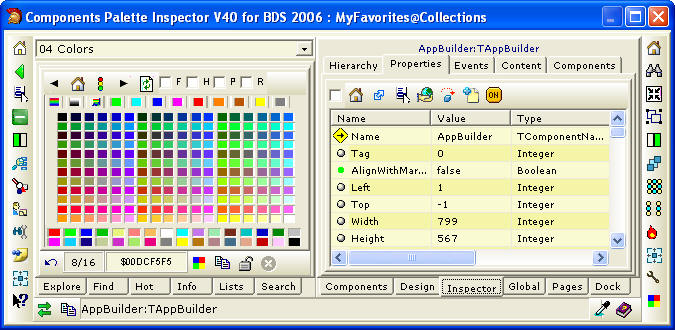 Components Palette Inspector V40 for BDS 2006 : MyFavorites@Collections
04 Colors
F H P R
8/16 $00DCF5F5
Explore Find Hot Info Lists Search
AppBuilder:TAppBuilder
Hierarchy Properties Events Content Components
ON
Name Value Type
Name AppBuilder TComponentNa...
Tag 0 Integer
AlignWithMar... false Boolean
Left 1 Integer
Top -1 Integer
Width 799 Integer
Height 567 Integer
Components Design Inspector Global Pages Dock
AppBuilder:TAppBuilder